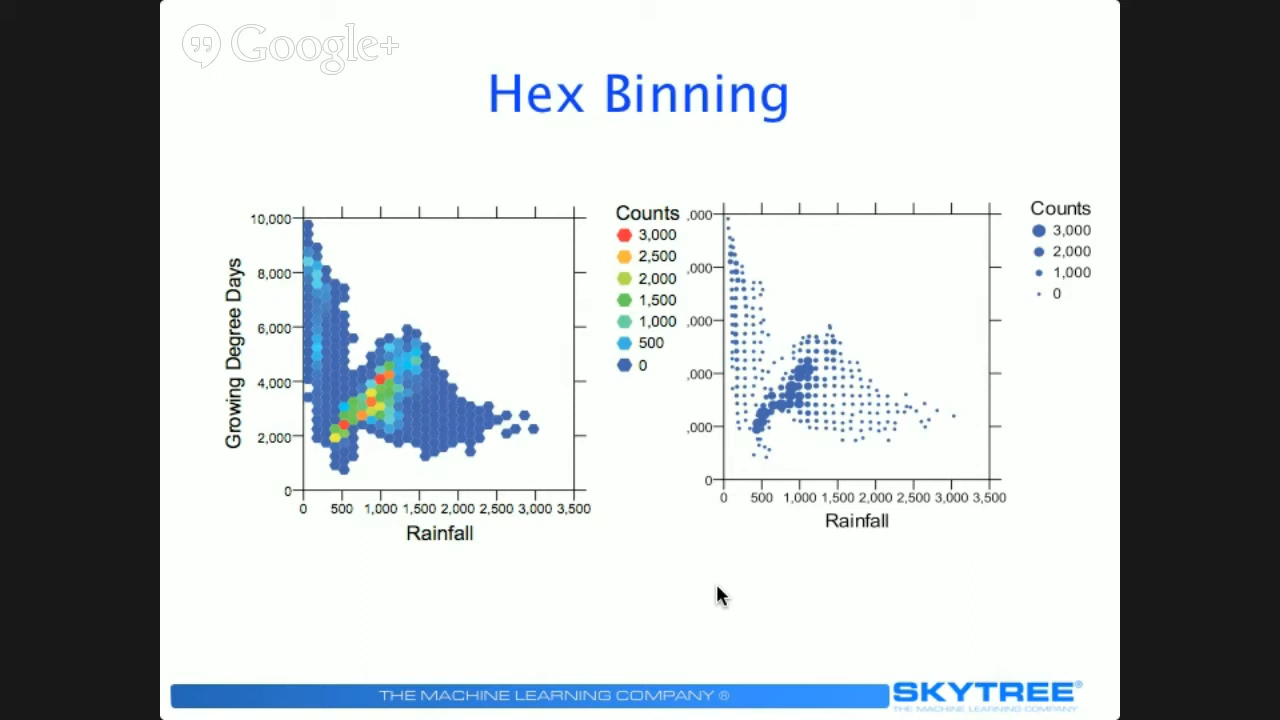 Google+
Hex Binning
Growing Degree Days
10,000
8,000
6,000
4,000
2,000
0
0 500 1,000 1,500 2,000 2,500 3,000 3,500
Rainfall
Counts
3,000
2,500
2,000
1,500
1,000
500
0
,000
,000
,000
,000
,000
0
0 500 1,000 1,500 2,000 2,500 3,000 3,500
Rainfall
Counts
3,000
2,000
1,000
0
THE MACHINE LEARNING COMPANY ®
SKYTREE®
THE MACHINE LEARNING COMPANY